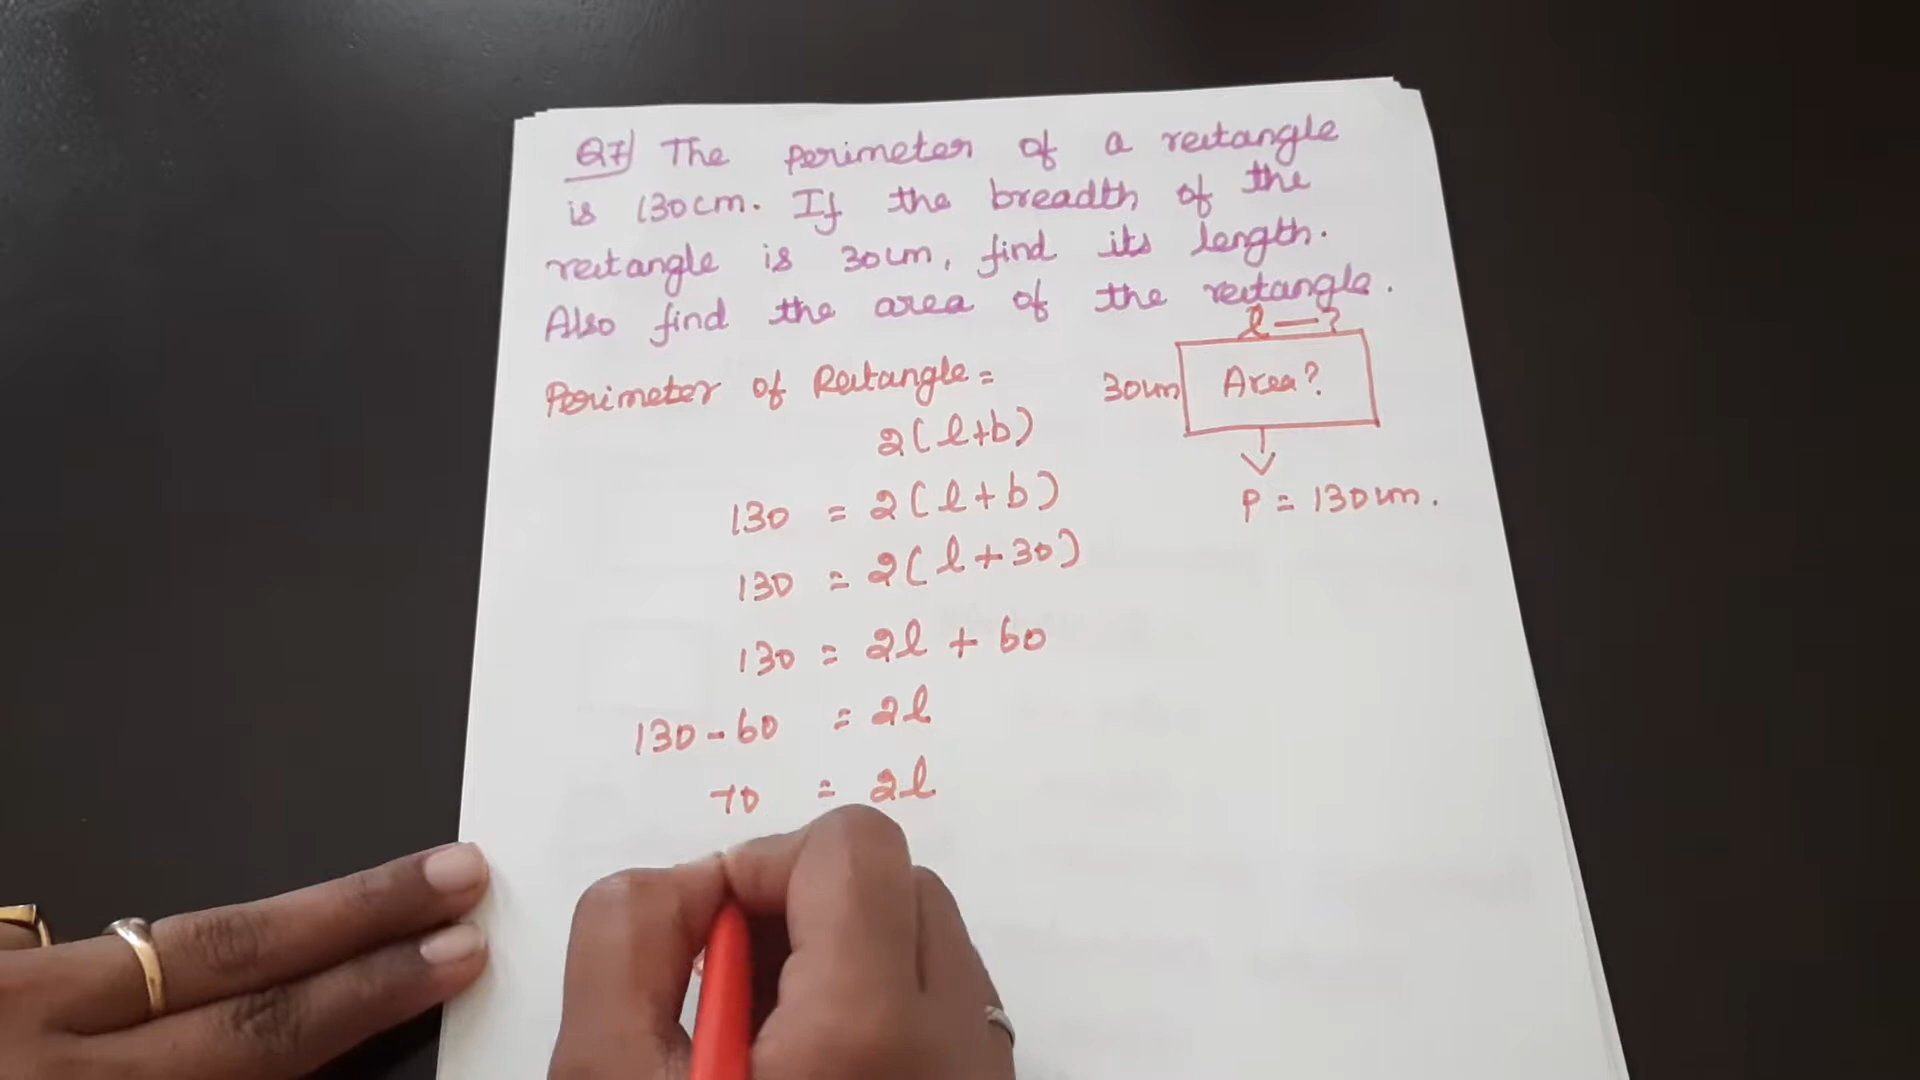 Q7) The perimeter of a rectangle
is 130cm. If the breadth of the
rectangle is 30cm, find its length.
Also find the area of the rectangle.
l — ?
Perimeter of Rectangle =
30cm
Area?
2(l+b)
130 = 2(l+b)
P = 130cm.
130 = 2(l+30)
130 = 2l + 60
130-60 = 2l
70 = 2l